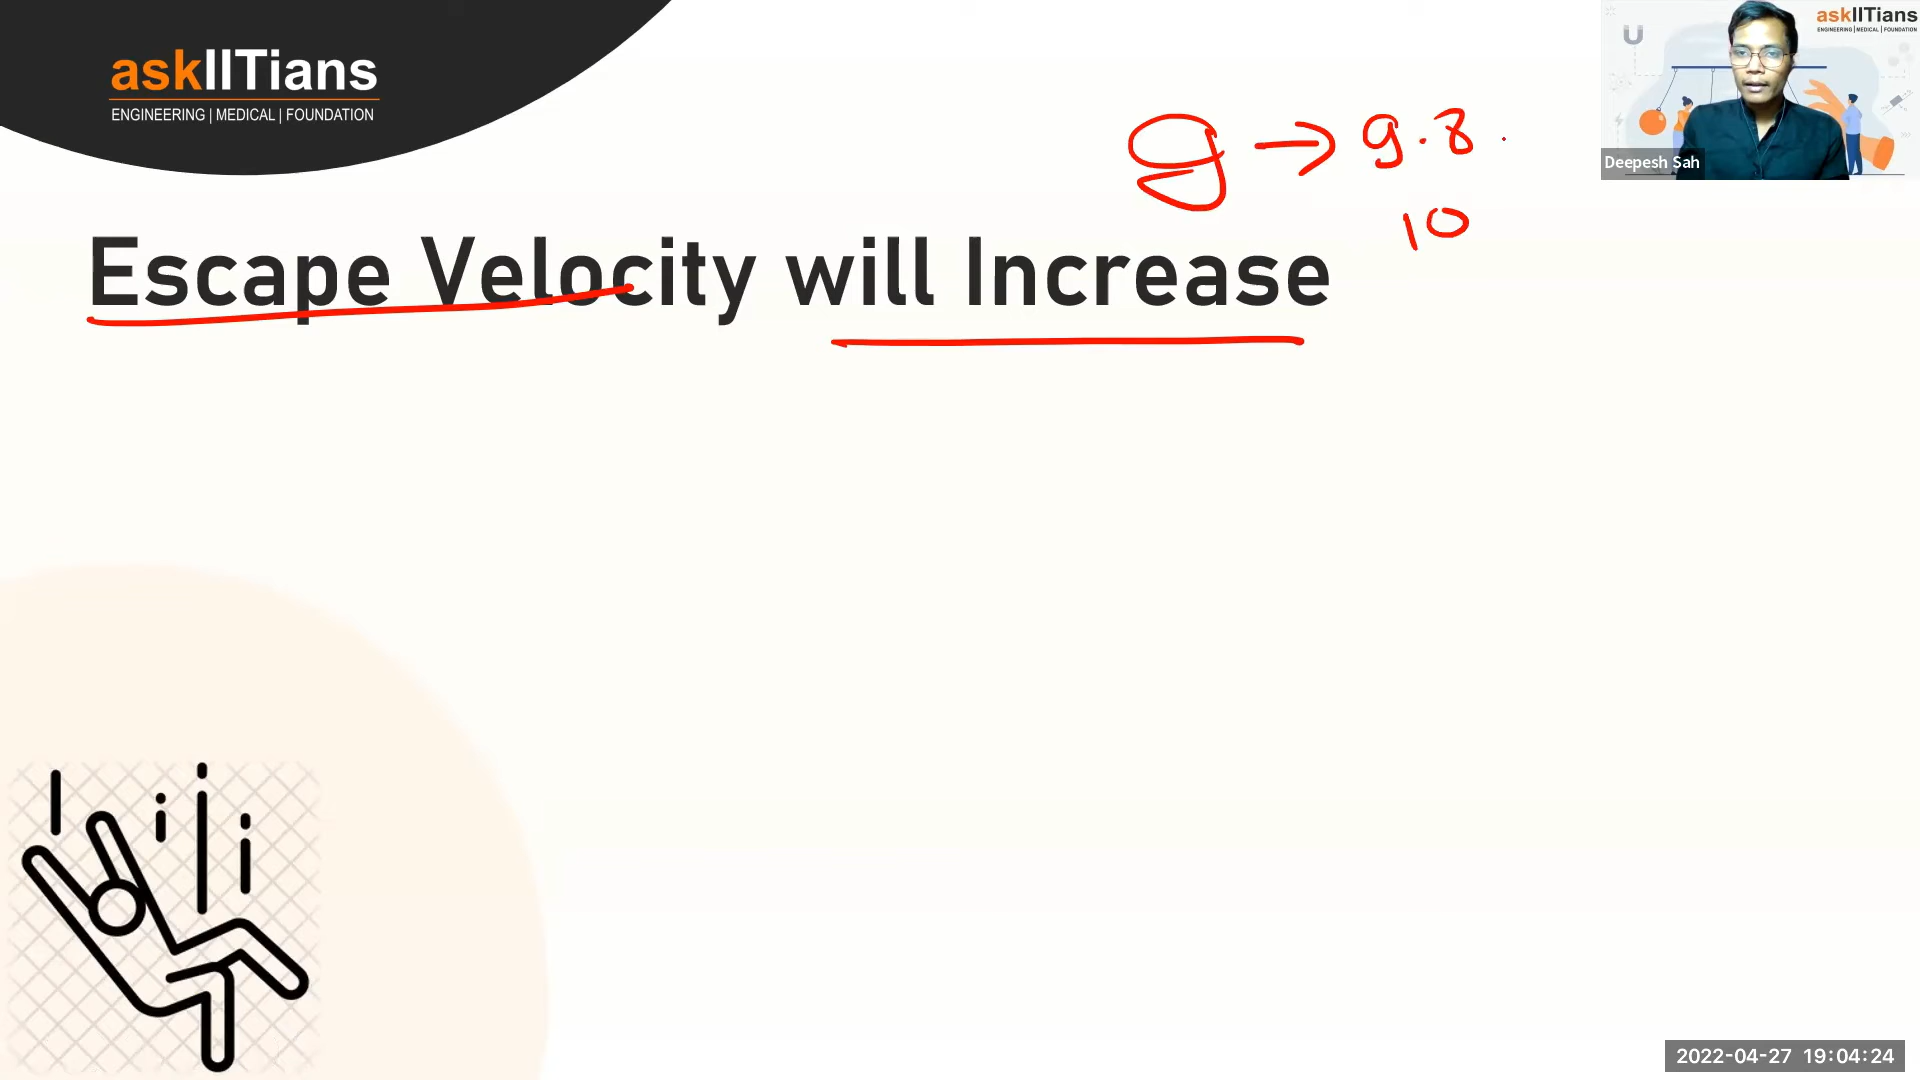 askIITians
ENGINEERING | MEDICAL | FOUNDATION
askIITians
ENGINEERING | MEDICAL | FOUNDATION
g → 9.8
10
Deepesh Sah
Escape Velocity will Increase
2022-04-27 19:04:24